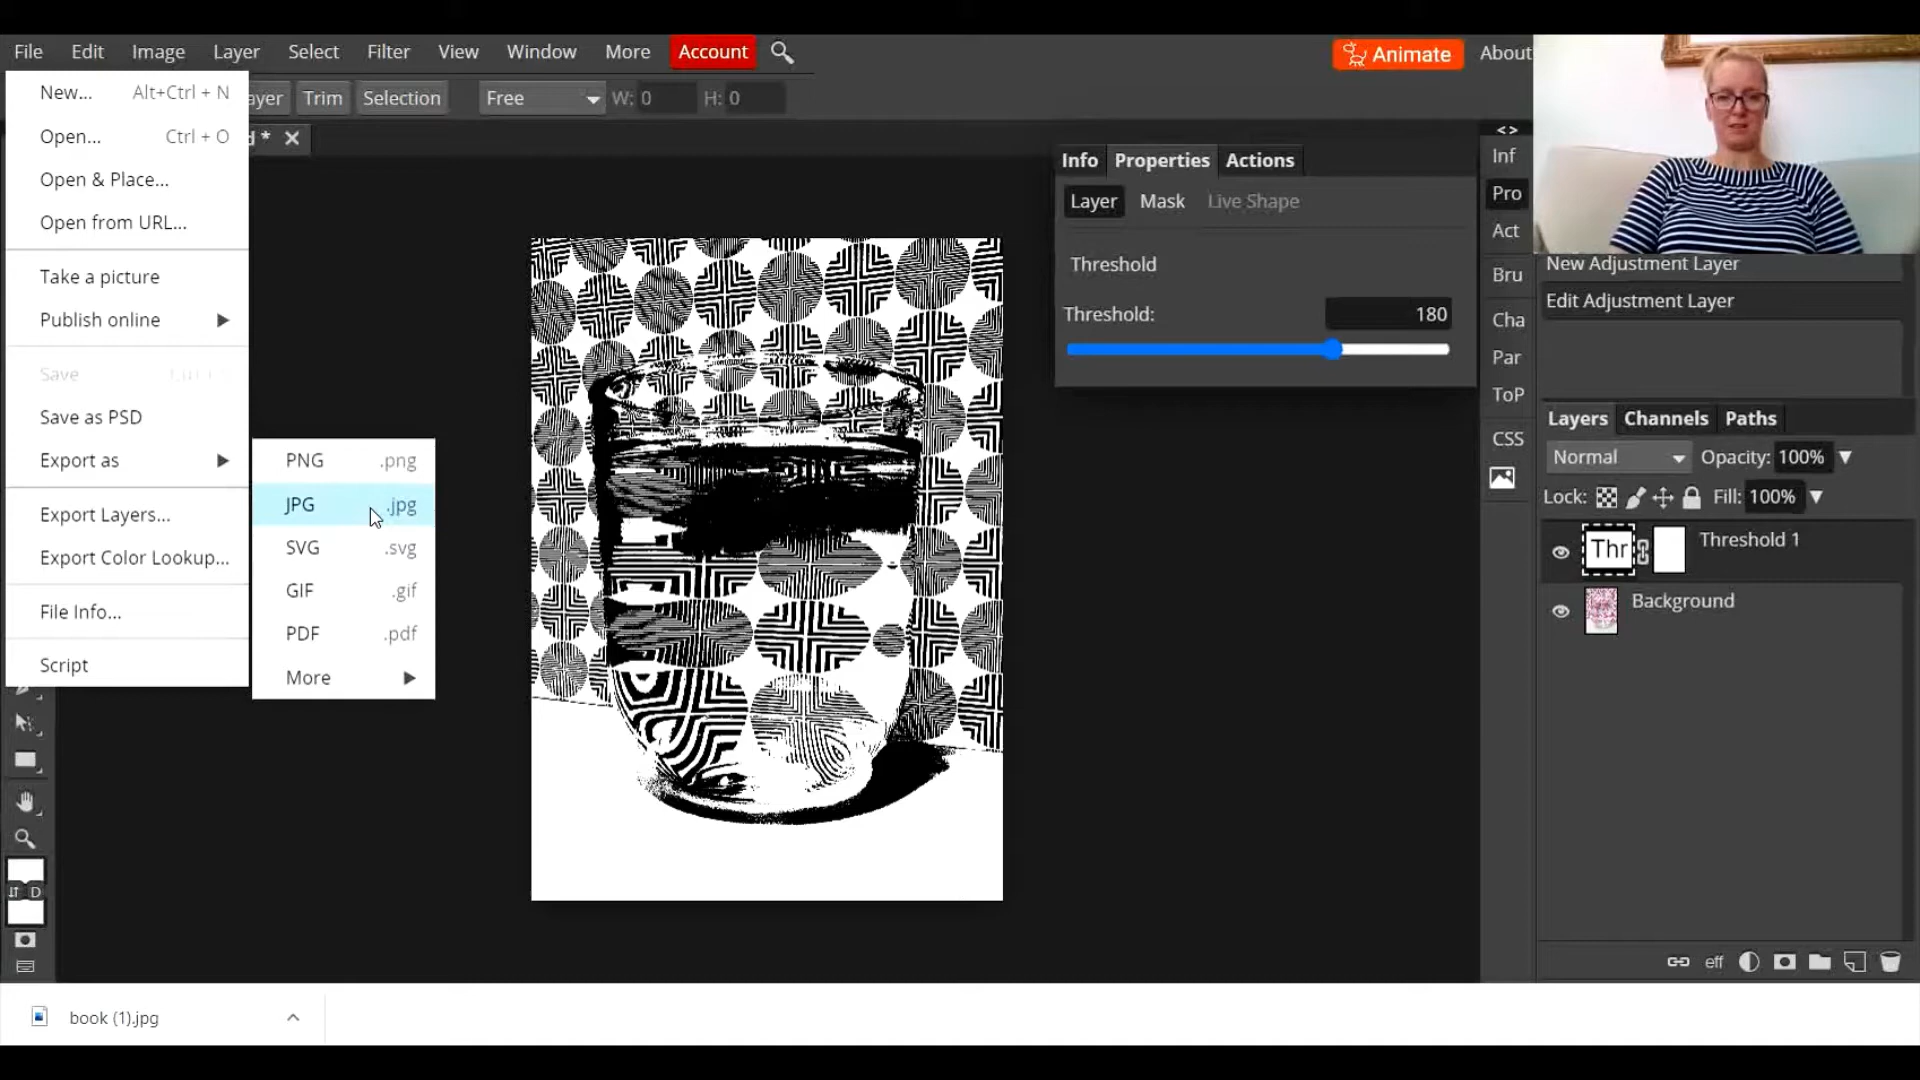 File Edit Image Layer Select Filter View Window More Account Animate About
New... Alt+Ctrl + N
ayer Trim Selection Free W: 0 H: 0
Open... Ctrl + O
d *
Open & Place...
Open from URL...
Take a picture
Publish online
Save
Save as PSD
Export as
Export Layers...
Export Color Lookup...
File Info...
Script
PNG .png
JPG .jpg
SVG .svg
GIF .gif
PDF .pdf
More
Info Properties Actions
Layer Mask Live Shape
Threshold
Threshold: 180
<>
Inf
Pro
Act
Bru
Cha
Par
ToP
CSS
New Adjustment Layer
Edit Adjustment Layer
Layers Channels Paths
Normal Opacity: 100%
Lock: Fill: 100%
Thr Threshold 1
Background
D
eff
book (1).jpg